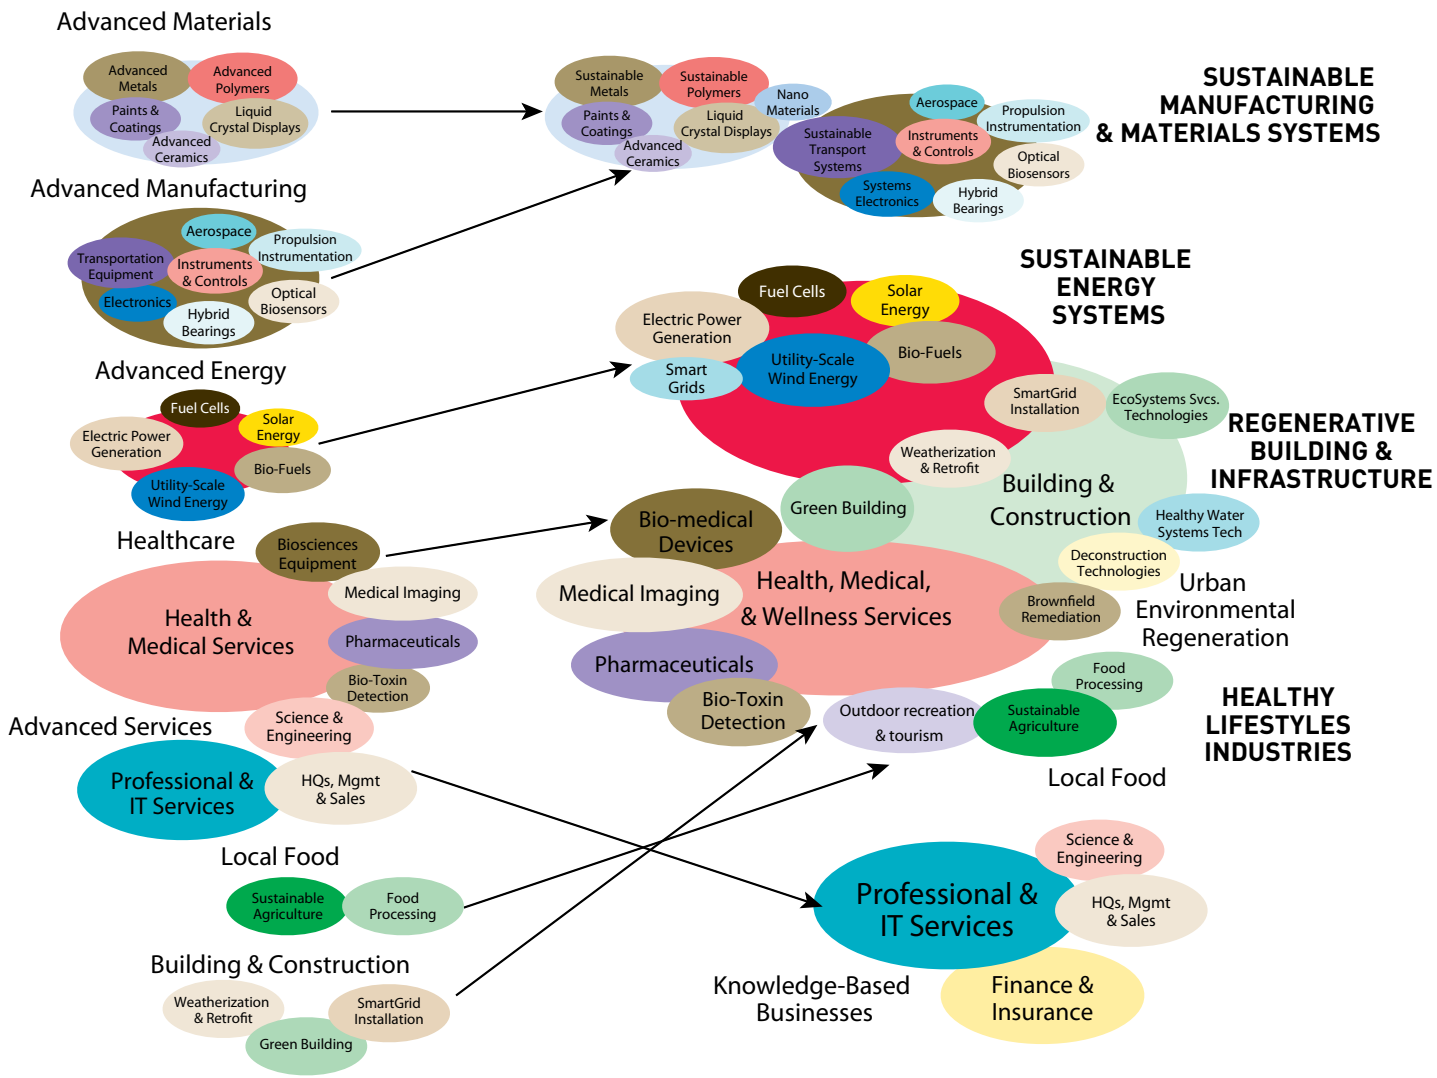 Advanced Materials
Advanced
Metals
Advanced
Polymers
Paints &
Coatings
Liquid
Crystal Displays
Advanced
Ceramics
Advanced Manufacturing
Aerospace
Propulsion
Instrumentation
Transportation
Equipment
Instruments
& Controls
Electronics
Optical
Biosensors
Hybrid
Bearings
Advanced Energy
Fuel Cells
Solar
Energy
Electric Power
Generation
Bio-Fuels
Utility-Scale
Wind Energy
Healthcare
Biosciences
Equipment
Medical Imaging
Health &
Medical Services
Pharmaceuticals
Bio-Toxin
Detection
Advanced Services
Science &
Engineering
Professional &
IT Services
HQs, Mgmt
& Sales
Local Food
Sustainable
Agriculture
Food
Processing
Building & Construction
Weatherization
& Retrofit
SmartGrid
Installation
Green Building
Sustainable
Metals
Sustainable
Polymers
Nano
Materials
Paints &
Coatings
Liquid
Crystal Displays
Advanced
Ceramics
Aerospace
Propulsion
Instrumentation
Sustainable
Transport
Systems
Instruments
& Controls
Optical
Biosensors
Systems
Electronics
Hybrid
Bearings
SUSTAINABLE
MANUFACTURING
& MATERIALS SYSTEMS
SUSTAINABLE
ENERGY
SYSTEMS
Fuel Cells
Solar
Energy
Electric Power
Generation
Smart
Grids
Utility-Scale
Wind Energy
Bio-Fuels
SmartGrid
Installation
EcoSystems Svcs.
Technologies
REGENERATIVE
BUILDING &
INFRASTRUCTURE
Weatherization
& Retrofit
Building &
Construction
Green Building
Healthy Water
Systems Tech
Deconstruction
Technologies
Brownfield
Remediation
Urban
Environmental
Regeneration
Bio-medical
Devices
Medical Imaging
Health, Medical,
& Wellness Services
Pharmaceuticals
Bio-Toxin
Detection
Outdoor recreation
& tourism
Sustainable
Agriculture
Food
Processing
Local Food
HEALTHY
LIFESTYLES
INDUSTRIES
Science &
Engineering
Professional &
IT Services
HQs, Mgmt
& Sales
Knowledge-Based
Businesses
Finance &
Insurance